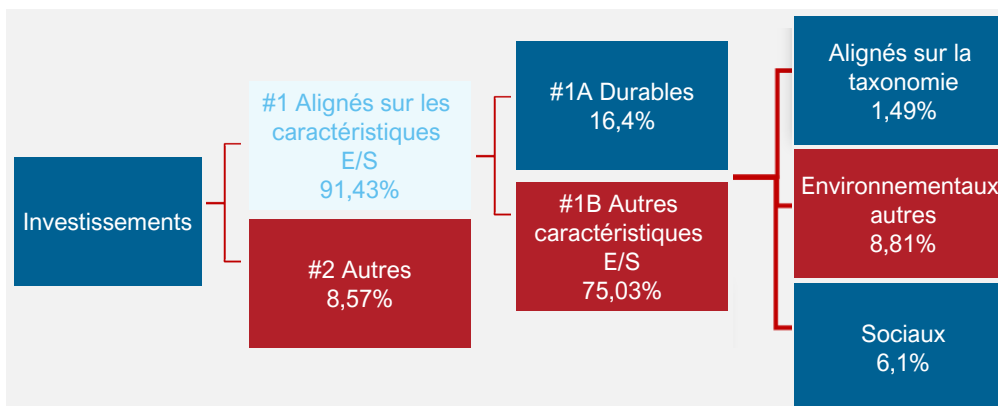 Investissements
#1 Alignés sur les
caractéristiques
E/S
91,43%
#2 Autres
8,57%
#1A Durables
16,4%
#1B Autres
caractéristiques
E/S
75,03%
Alignés sur la
taxonomie
1,49%
Environnementaux
autres
8,81%
Sociaux
6,1%